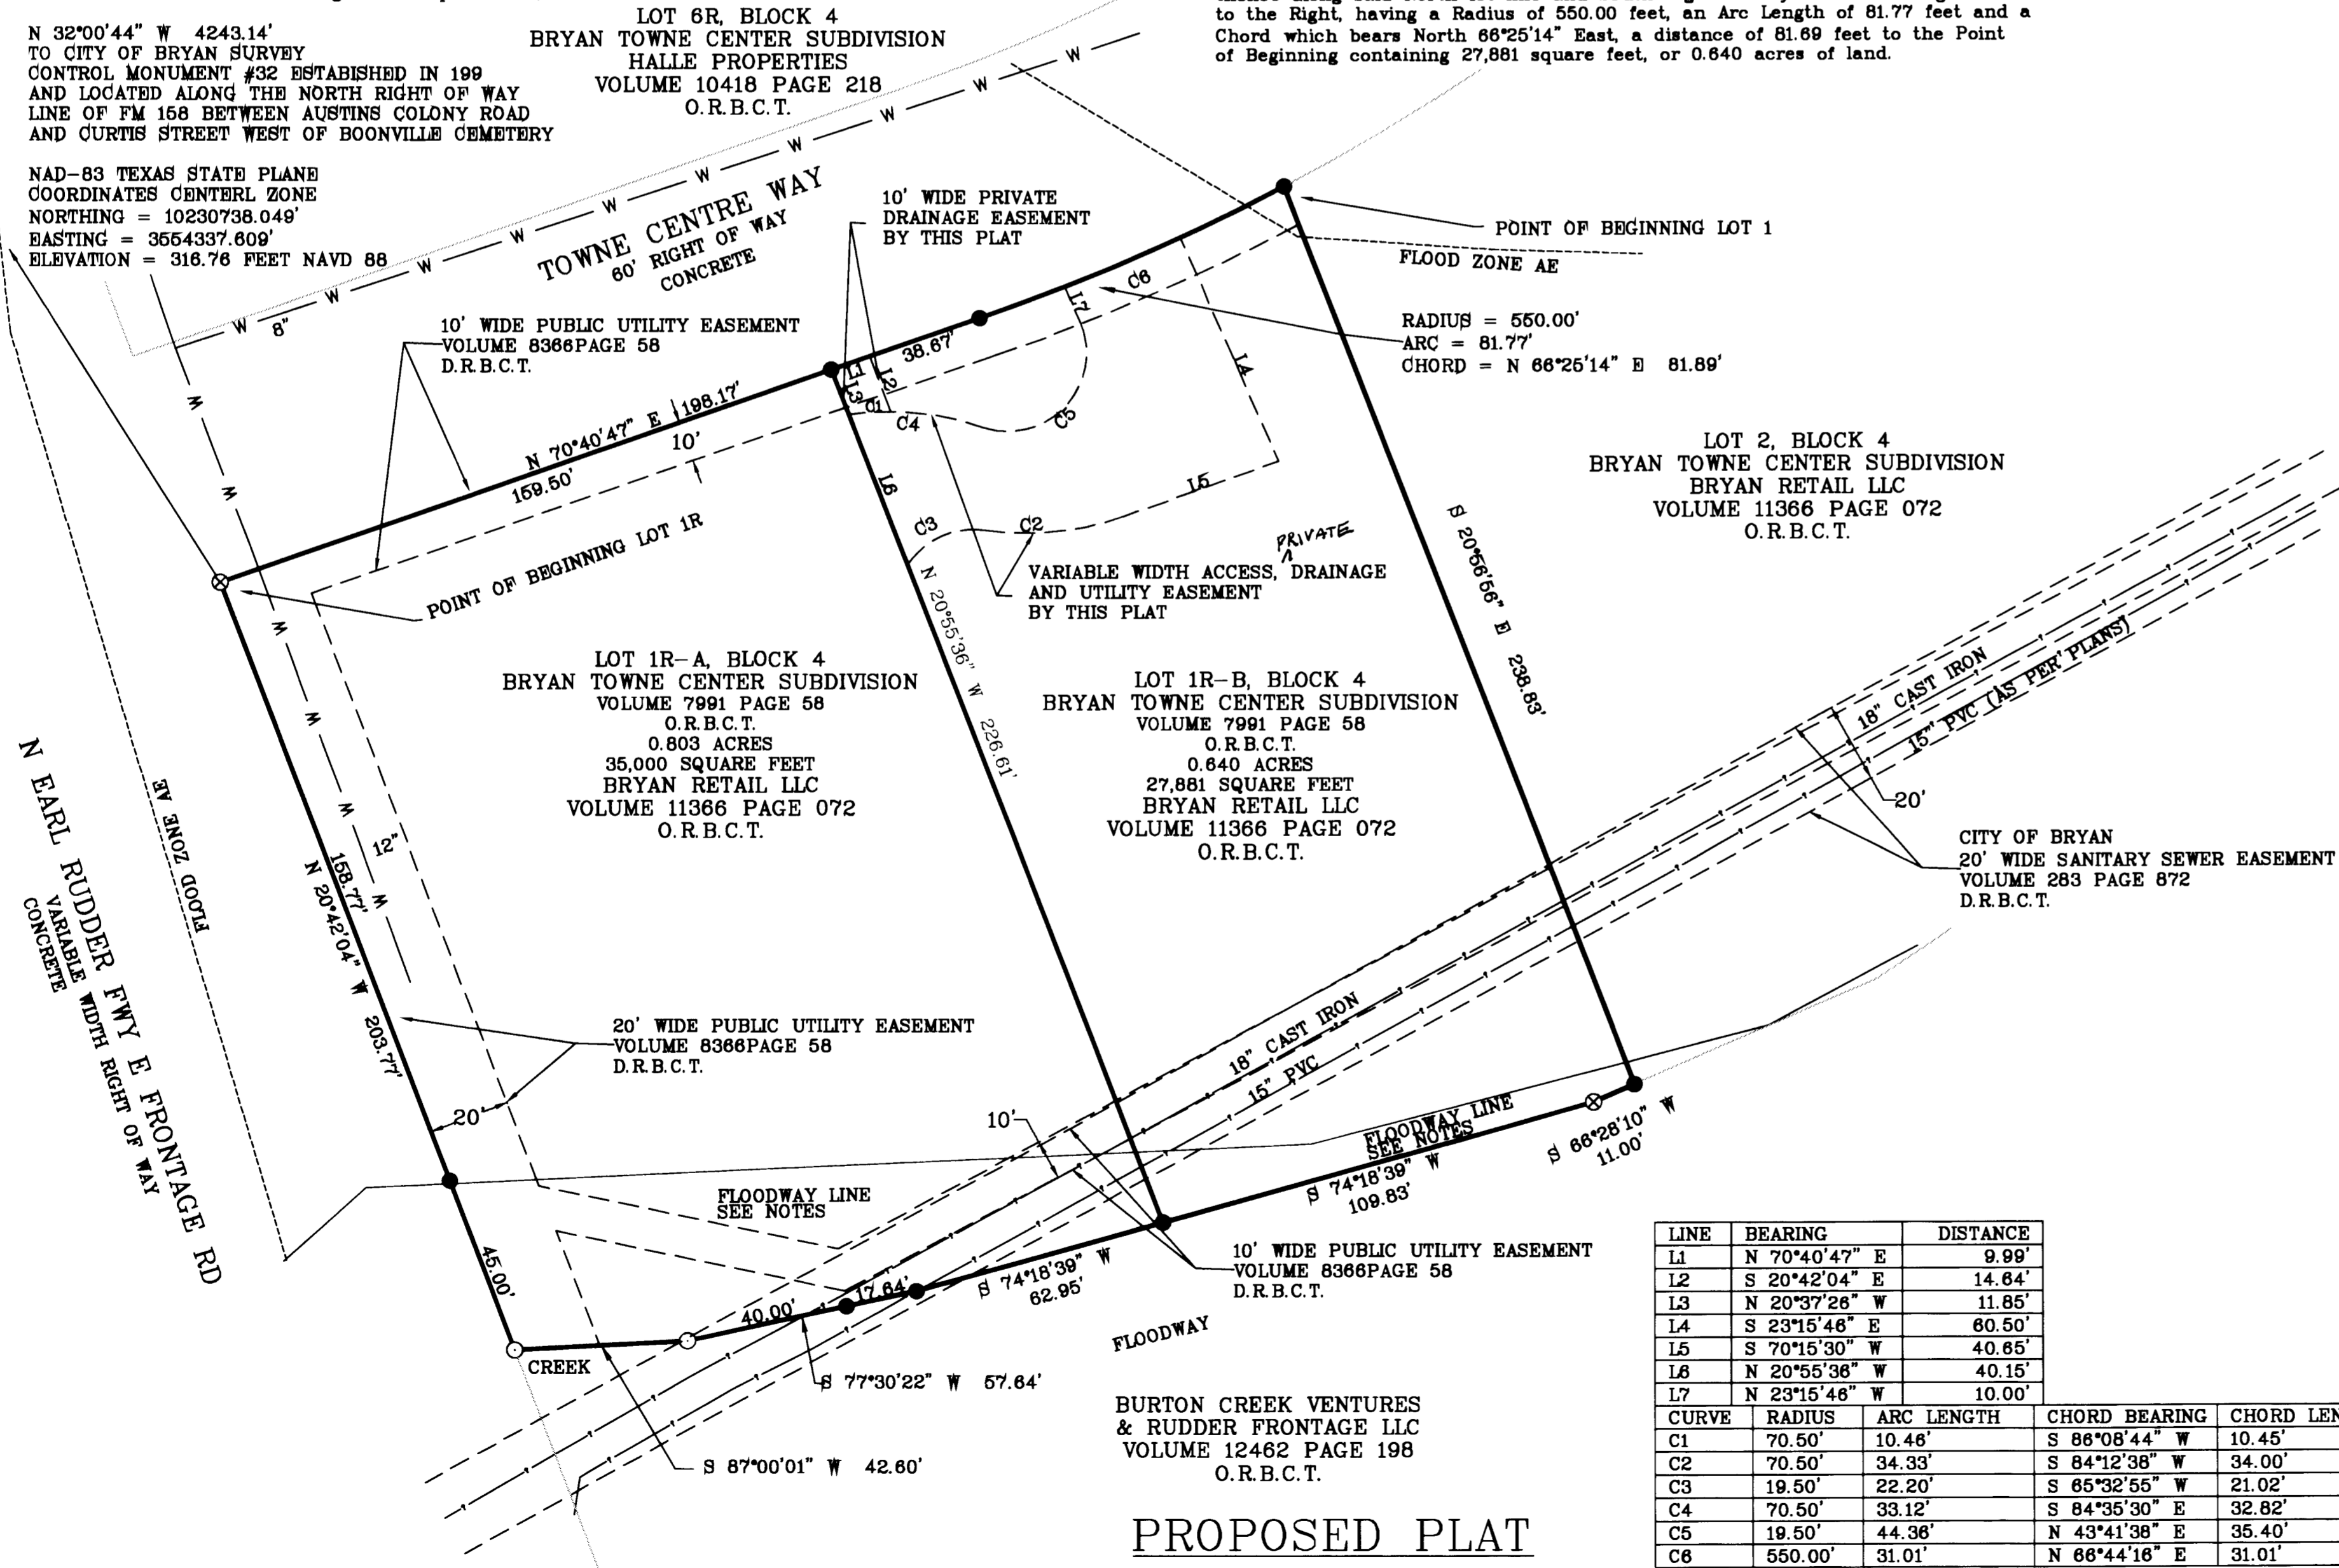 to the Right, having a Radius of 550.00 feet, an Arc Length of 81.77 feet and a
Chord which bears North 66°25'14" East, a distance of 81.69 feet to the Point
of Beginning containing 27,881 square feet, or 0.640 acres of land.
N 32°00'44" W 4243.14'
TO CITY OF BRYAN SURVEY
CONTROL MONUMENT #32 ESTABISHED IN 199
AND LOCATED ALONG THE NORTH RIGHT OF WAY
LINE OF FM 158 BETWEEN AUSTINS COLONY ROAD
AND CURTIS STREET WEST OF BOONVILLE CEMETERY
NAD-83 TEXAS STATE PLANE
COORDINATES CENTERL ZONE
NORTHING = 10230738.049'
EASTING = 3554337.609'
ELEVATION = 316.76 FEET NAVD 88
LOT 6R, BLOCK 4
BRYAN TOWNE CENTER SUBDIVISION
HALLE PROPERTIES
VOLUME 10418 PAGE 218
O.R.B.C.T.
W W W W W W W W W W
8"
TOWNE CENTRE WAY
60' RIGHT OF WAY
CONCRETE
10' WIDE PRIVATE
DRAINAGE EASEMENT
BY THIS PLAT
POINT OF BEGINNING LOT 1
FLOOD ZONE AE
RADIUS = 550.00'
ARC = 81.77'
CHORD = N 66°25'14" E 81.89'
10' WIDE PUBLIC UTILITY EASEMENT
VOLUME 8366PAGE 58
D.R.B.C.T.
N 70°40'47" E 198.17'
159.50'
10'
38.67'
L1
L2
L3
C1
C4
C5
C6
L7
L4
L5
L6
C3
C2
POINT OF BEGINNING LOT 1R
PRIVATE
VARIABLE WIDTH ACCESS, DRAINAGE
AND UTILITY EASEMENT
BY THIS PLAT
LOT 2, BLOCK 4
BRYAN TOWNE CENTER SUBDIVISION
BRYAN RETAIL LLC
VOLUME 11366 PAGE 072
O.R.B.C.T.
S 20°56'56" E 238.83'
N 20°55'36" W 226.61'
LOT 1R-A, BLOCK 4
BRYAN TOWNE CENTER SUBDIVISION
VOLUME 7991 PAGE 58
O.R.B.C.T.
0.803 ACRES
35,000 SQUARE FEET
BRYAN RETAIL LLC
VOLUME 11366 PAGE 072
O.R.B.C.T.
LOT 1R-B, BLOCK 4
BRYAN TOWNE CENTER SUBDIVISION
VOLUME 7991 PAGE 58
O.R.B.C.T.
0.640 ACRES
27,881 SQUARE FEET
BRYAN RETAIL LLC
VOLUME 11366 PAGE 072
O.R.B.C.T.
18" CAST IRON
15" PVC (AS PER PLANS)
20'
CITY OF BRYAN
20' WIDE SANITARY SEWER EASEMENT
VOLUME 283 PAGE 872
D.R.B.C.T.
W W W W W W
12"
158.77'
N 20°42'04" W 203.77'
FLOOD ZONE AE
N EARL RUDDER FWY E FRONTAGE RD
VARIABLE WIDTH RIGHT OF WAY
CONCRETE
20' WIDE PUBLIC UTILITY EASEMENT
VOLUME 8366PAGE 58
D.R.B.C.T.
20'
10'
18" CAST IRON
15" PVC
FLOODWAY LINE
SEE NOTES
FLOODWAY LINE
SEE NOTES
S 66°28'10" W
11.00'
S 74°18'39" W
109.83'
S 74°18'39" W
62.95'
10' WIDE PUBLIC UTILITY EASEMENT
VOLUME 8366PAGE 58
D.R.B.C.T.
FLOODWAY
45.00'
CREEK
40.00'
17.64'
S 77°30'22" W 57.64'
S 87°00'01" W 42.60'
BURTON CREEK VENTURES
& RUDDER FRONTAGE LLC
VOLUME 12462 PAGE 198
O.R.B.C.T.
PROPOSED PLAT
LINE BEARING DISTANCE
L1 N 70°40'47" E 9.99'
L2 S 20°42'04" E 14.64'
L3 N 20°37'26" W 11.85'
L4 S 23°15'46" E 60.50'
L5 S 70°15'30" W 40.65'
L6 N 20°55'36" W 40.15'
L7 N 23°15'46" W 10.00'
CURVE RADIUS ARC LENGTH CHORD BEARING CHORD LEN
C1 70.50' 10.46' S 86°08'44" W 10.45'
C2 70.50' 34.33' S 84°12'38" W 34.00'
C3 19.50' 22.20' S 65°32'55" W 21.02'
C4 70.50' 33.12' S 84°35'30" E 32.82'
C5 19.50' 44.36' N 43°41'38" E 35.40'
C6 550.00' 31.01' N 66°44'16" E 31.01'